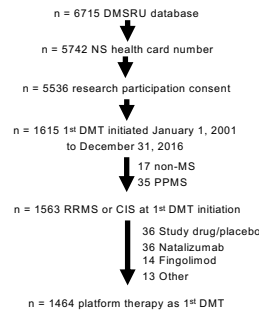 n = 6715 DMSRU database
n = 5742 NS health card number
n = 5536 research participation consent
n = 1615 1st DMT initiated January 1, 2001
to December 31, 2016
17 non-MS
35 PPMS
n = 1563 RRMS or CIS at 1st DMT initiation
36 Study drug/placebo
36 Natalizumab
14 Fingolimod
13 Other
n = 1464 platform therapy as 1st DMT